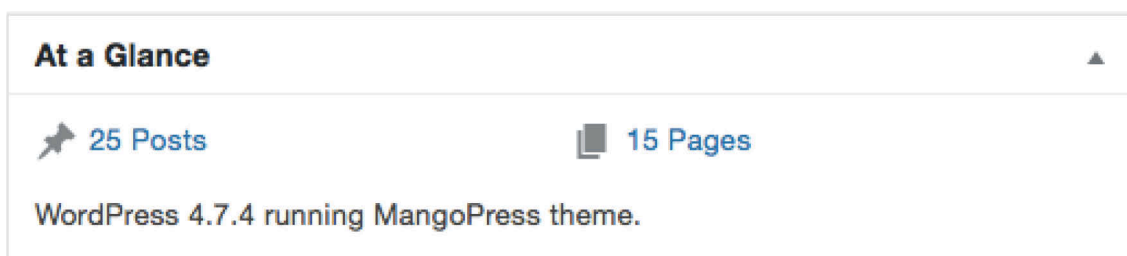 At a Glance
25 Posts 15 Pages
WordPress 4.7.4 running MangoPress theme.